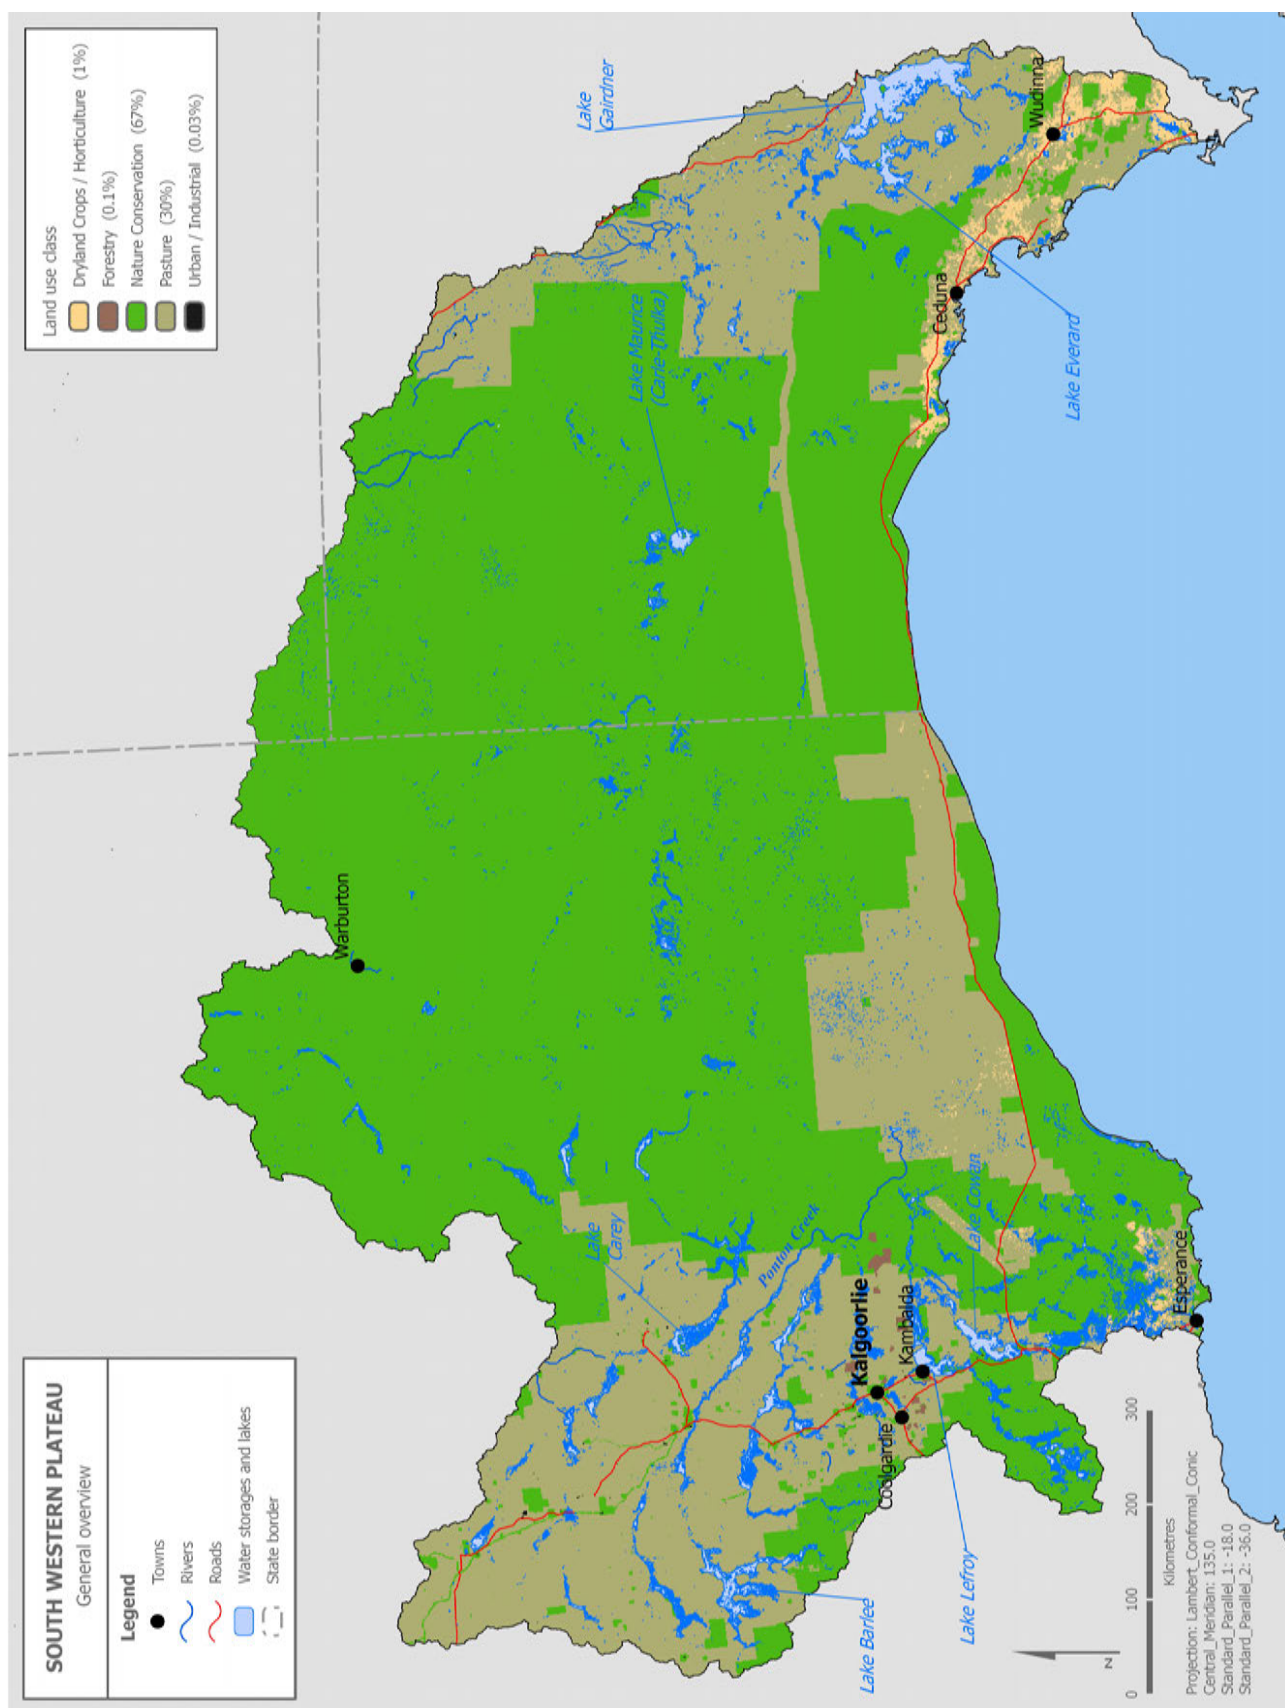 SOUTH WESTERN PLATEAU
General overview
Legend
Towns
Rivers
Roads
Water storages and lakes
State border
Land use class
Dryland Crops / Horticulture (1%)
Forestry (0.1%)
Nature Conservation (67%)
Pasture (30%)
Urban / Industrial (0.03%)
Warburton
Lake
Carey
Ponton Creek
Kalgoorlie
Kambalda
Coolgardie
Lake Cowan
Esperance
Lake Barlee
Lake Lefroy
Lake Maurice
(Carle-Thulka)
Lake
Gairdner
Wudinna
Ceduna
Lake Everard
N
0
100
200
300
Kilometres
Projection: Lambert_Conformal_Conic
Central_Meridian: 135.0
Standard_Parallel_1: -18.0
Standard_Parallel_2: -36.0